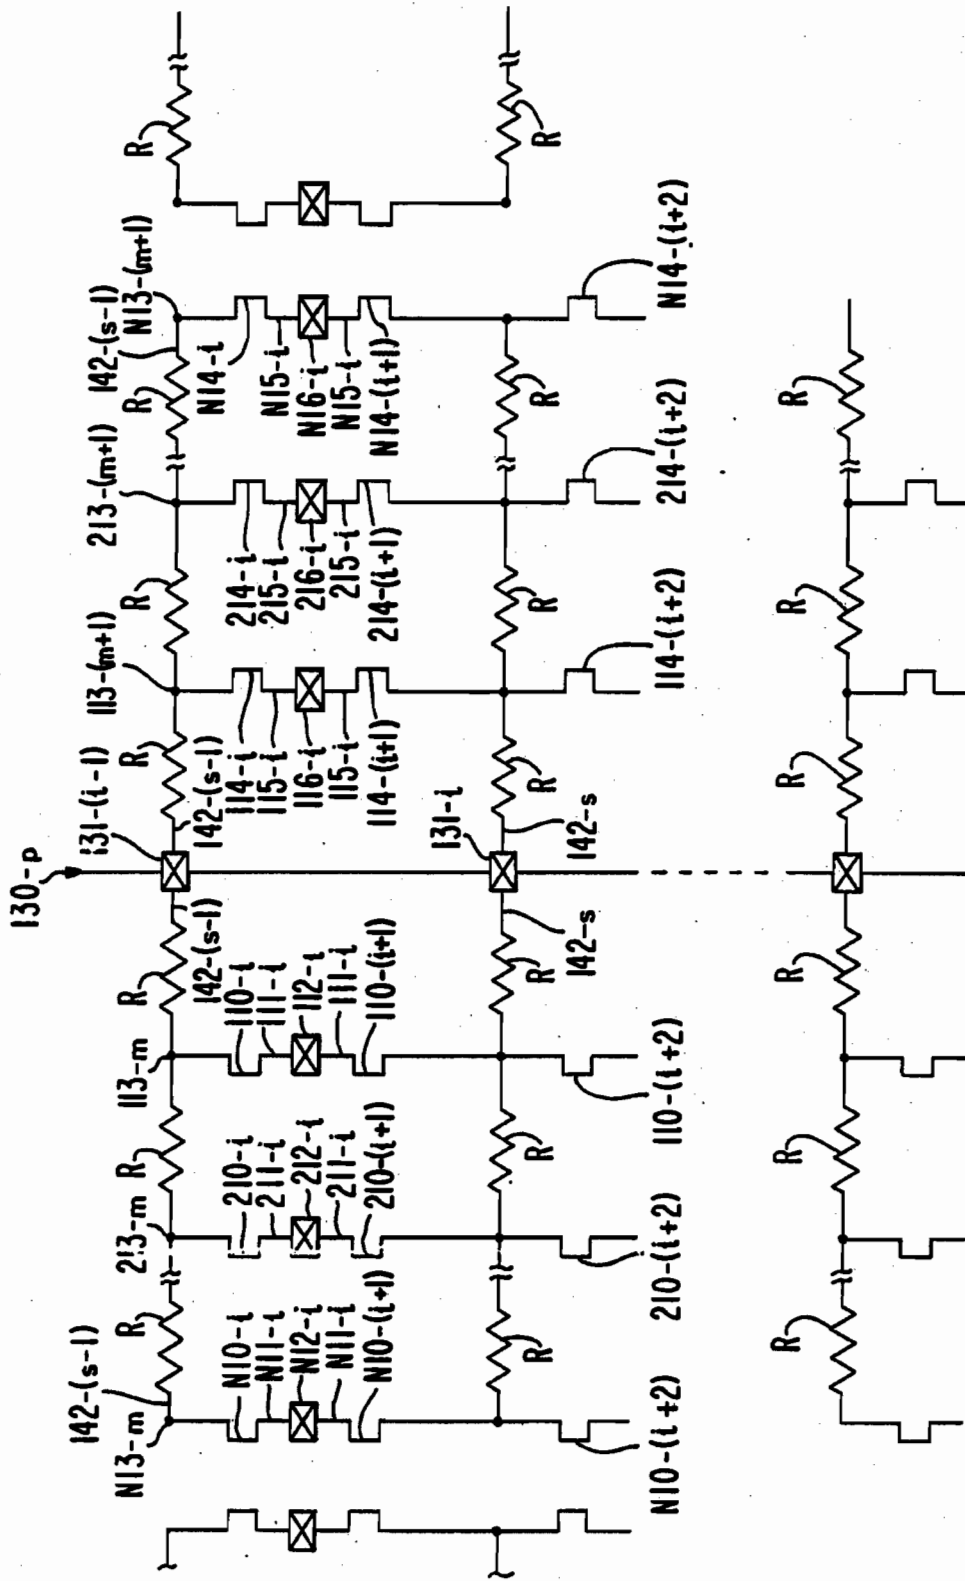 130-p
N13-m
142-(s-1)
R
213-m
R
113-m
R
142-(s-1)
131-(i-1)
142-(s-1)
R
113-(m+1)
R
213-(m+1)
R
142-(s-1)
N13-(m+1)
R
N10-i
N11-i
N12-i
N11-i
N10-(i+1)
210-i
211-i
212-i
211-i
210-(i+1)
110-i
111-i
112-i
111-i
110-(i+1)
114-i
115-i
116-i
115-i
114-(i+1)
214-i
215-i
216-i
215-i
214-(i+1)
N14-i
N15-i
N16-i
N15-i
N14-(i+1)
R
R
R
142-s
131-i
142-s
R
R
R
R
N10-(i+2)
210-(i+2)
110-(i+2)
114-(i+2)
214-(i+2)
N14-(i+2)
R
R
R
R
R
R